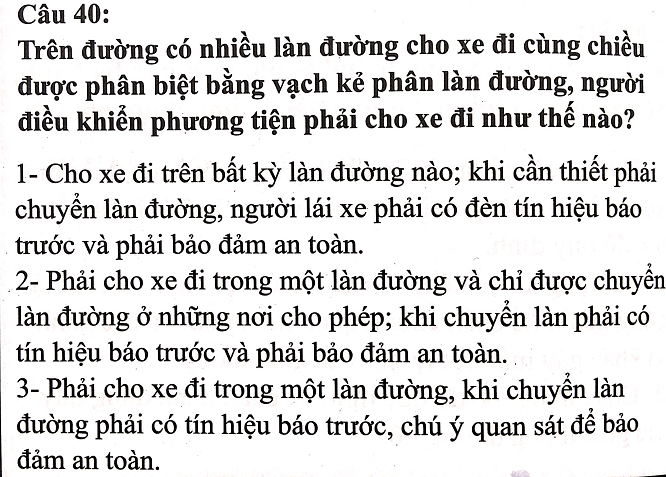 Câu 40:
Trên đường có nhiều làn đường cho xe đi cùng chiều
được phân biệt bằng vạch kẻ phân làn đường, người
điều khiển phương tiện phải cho xe đi như thế nào?
1- Cho xe đi trên bất kỳ làn đường nào; khi cần thiết phải
chuyển làn đường, người lái xe phải có đèn tín hiệu báo
trước và phải bảo đảm an toàn.
2- Phải cho xe đi trong một làn đường và chỉ được chuyển
làn đường ở những nơi cho phép; khi chuyển làn phải có
tín hiệu báo trước và phải bảo đảm an toàn.
3- Phải cho xe đi trong một làn đường, khi chuyển làn
đường phải có tín hiệu báo trước, chú ý quan sát để bảo
đảm an toàn.